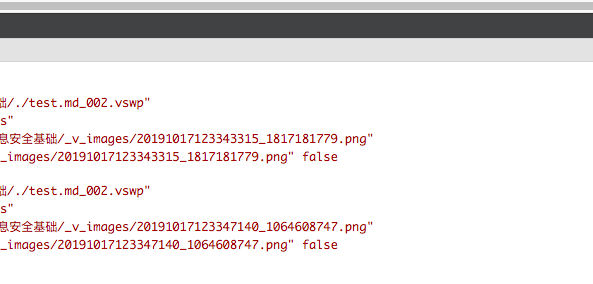 础/./test.md_002.vswp"
s"
息安全基础/_v_images/20191017123343315_1817181779.png"
_images/20191017123343315_1817181779.png" false
础/./test.md_002.vswp"
s"
息安全基础/_v_images/20191017123347140_1064608747.png"
_images/20191017123347140_1064608747.png" false